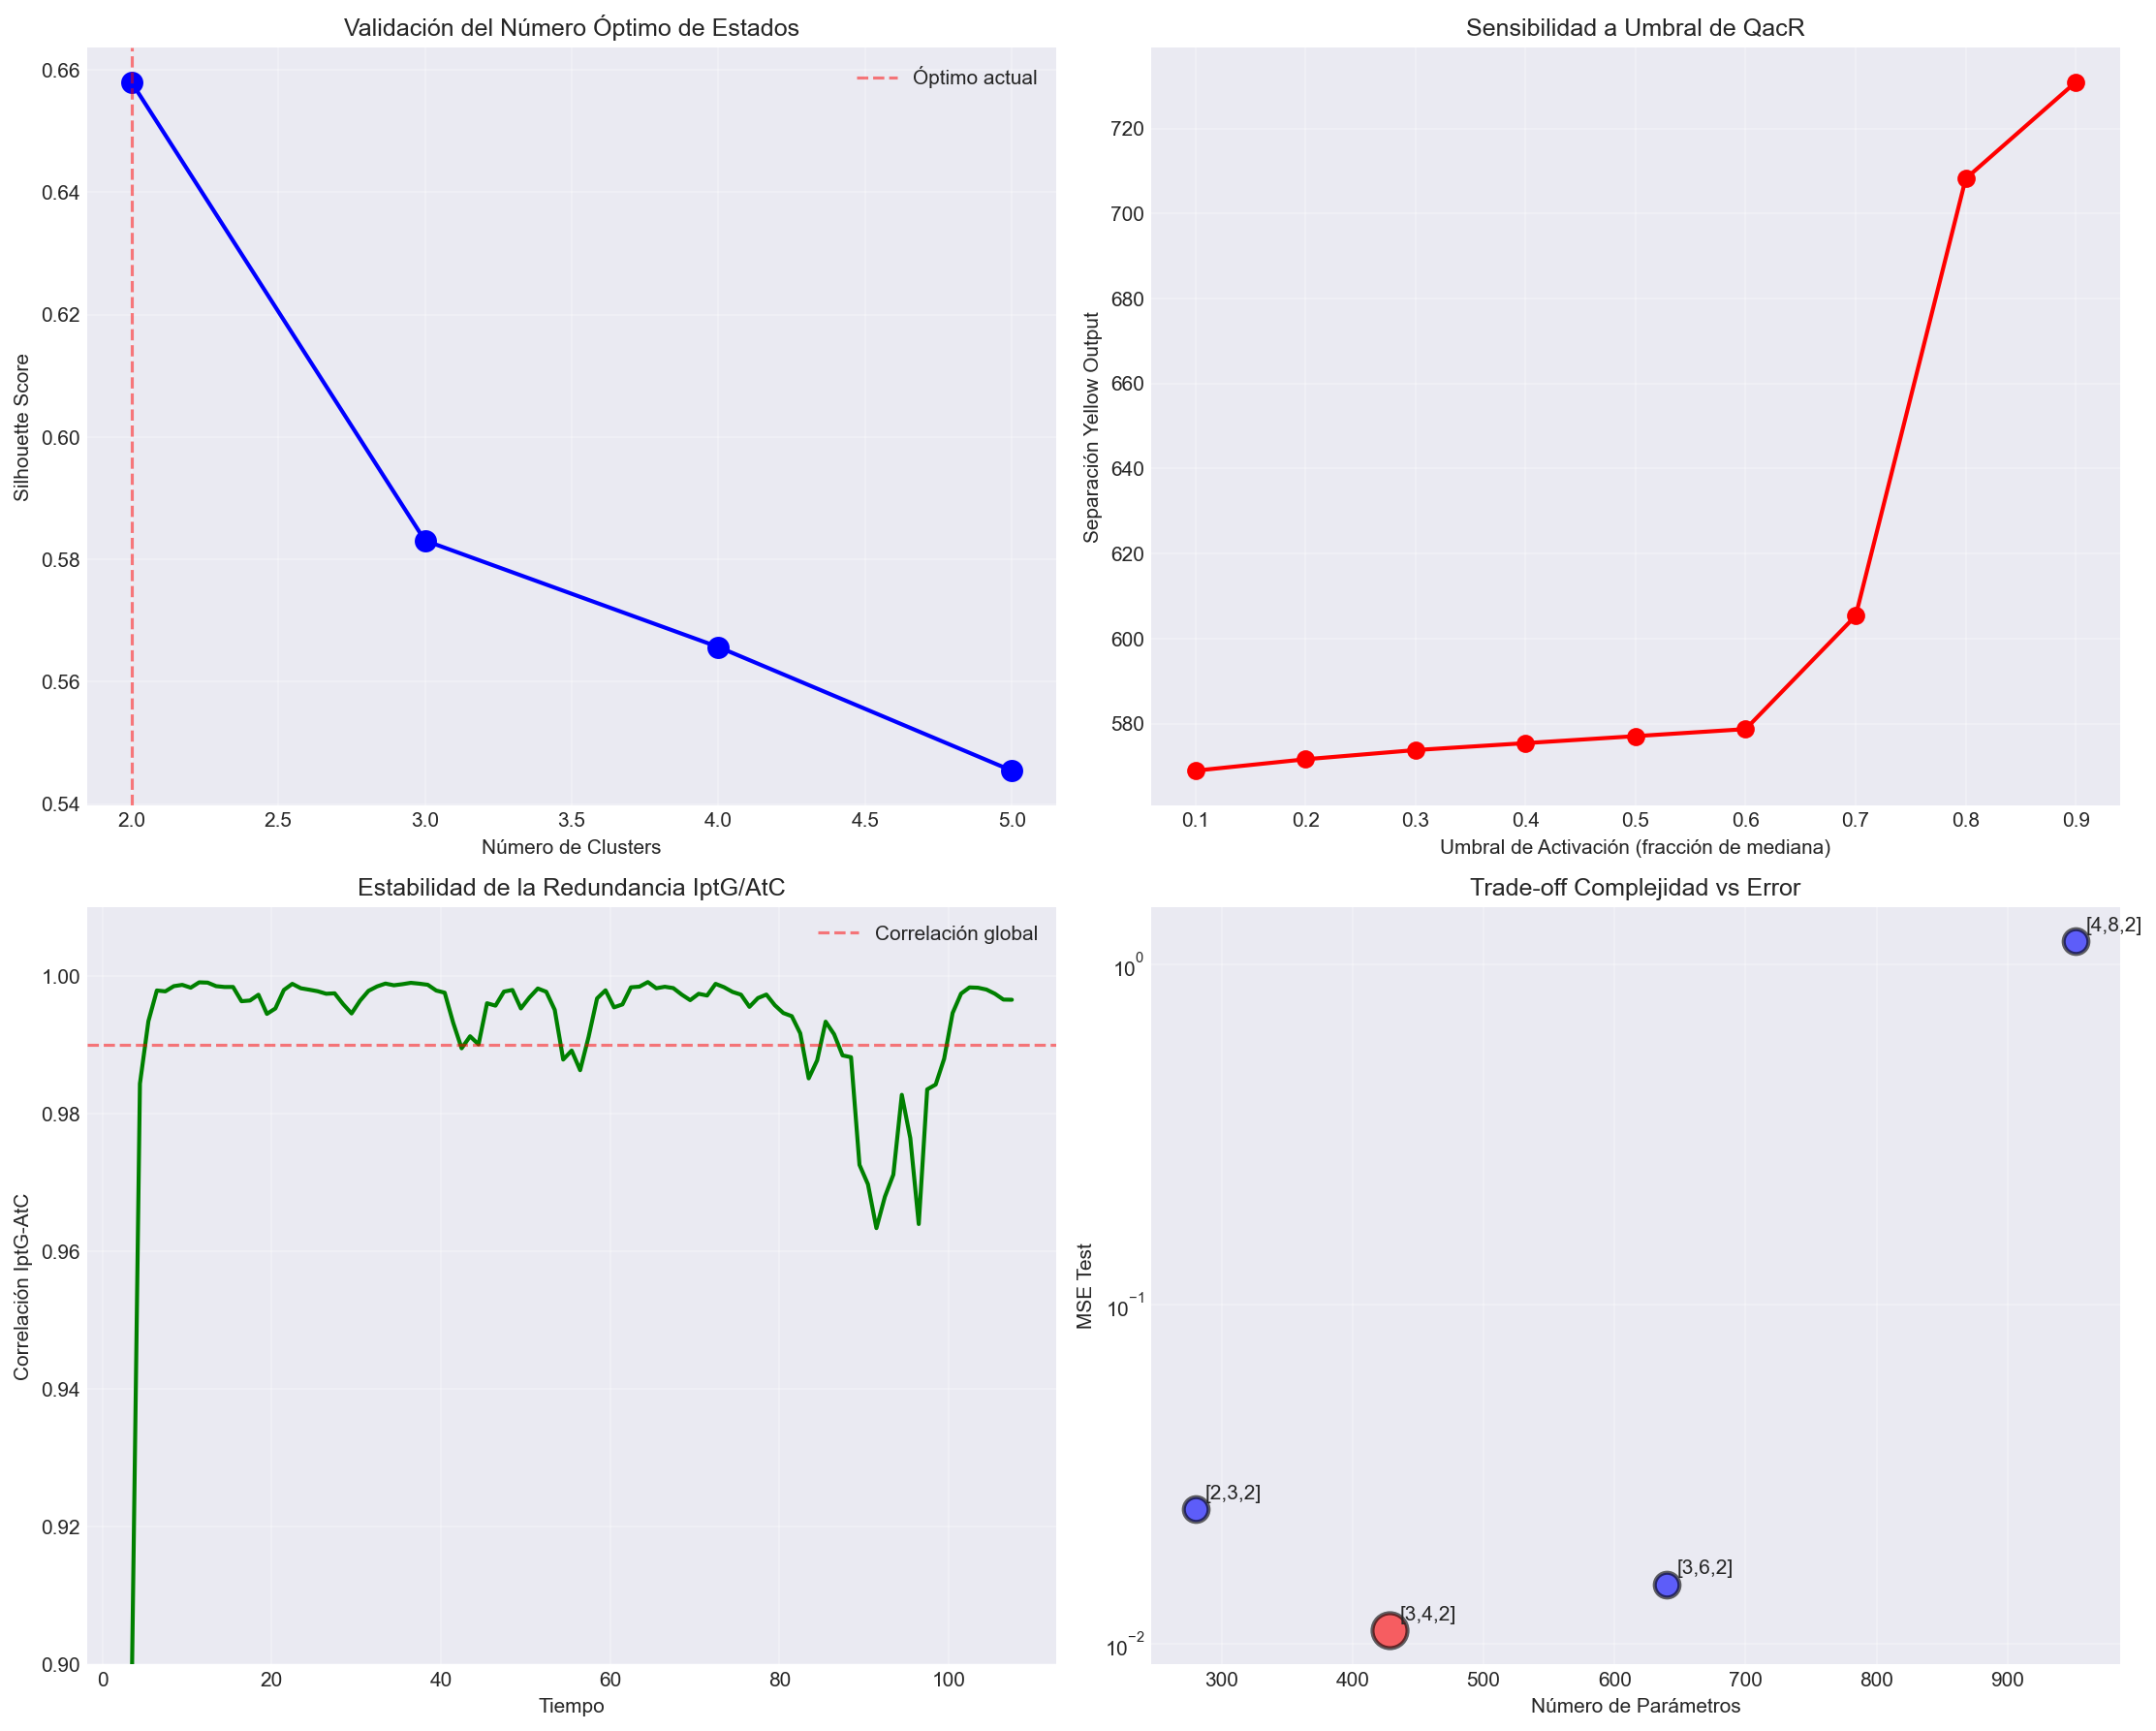 Validación del Número Óptimo de Estados
Óptimo actual
Silhouette Score
0.66
0.64
0.62
0.60
0.58
0.56
0.54
2.0 2.5 3.0 3.5 4.0 4.5 5.0
Número de Clusters
Sensibilidad a Umbral de QacR
Separación Yellow Output
720
700
680
660
640
620
600
580
0.1 0.2 0.3 0.4 0.5 0.6 0.7 0.8 0.9
Umbral de Activación (fracción de mediana)
Estabilidad de la Redundancia IptG/AtC
Correlación global
Correlación IptG-AtC
1.00
0.98
0.96
0.94
0.92
0.90
0 20 40 60 80 100
Tiempo
Trade-off Complejidad vs Error
MSE Test
10⁰
10⁻¹
10⁻²
[4,8,2]
[2,3,2]
[3,6,2]
[3,4,2]
300 400 500 600 700 800 900
Número de Parámetros